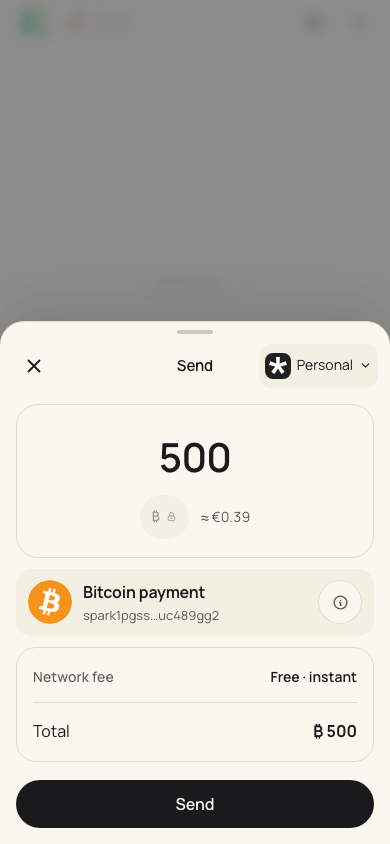 Send
Personal
500
₿
≈ €0.39
Bitcoin payment
spark1pgss...uc489gg2
Network fee
Free · instant
Total
₿ 500
Send